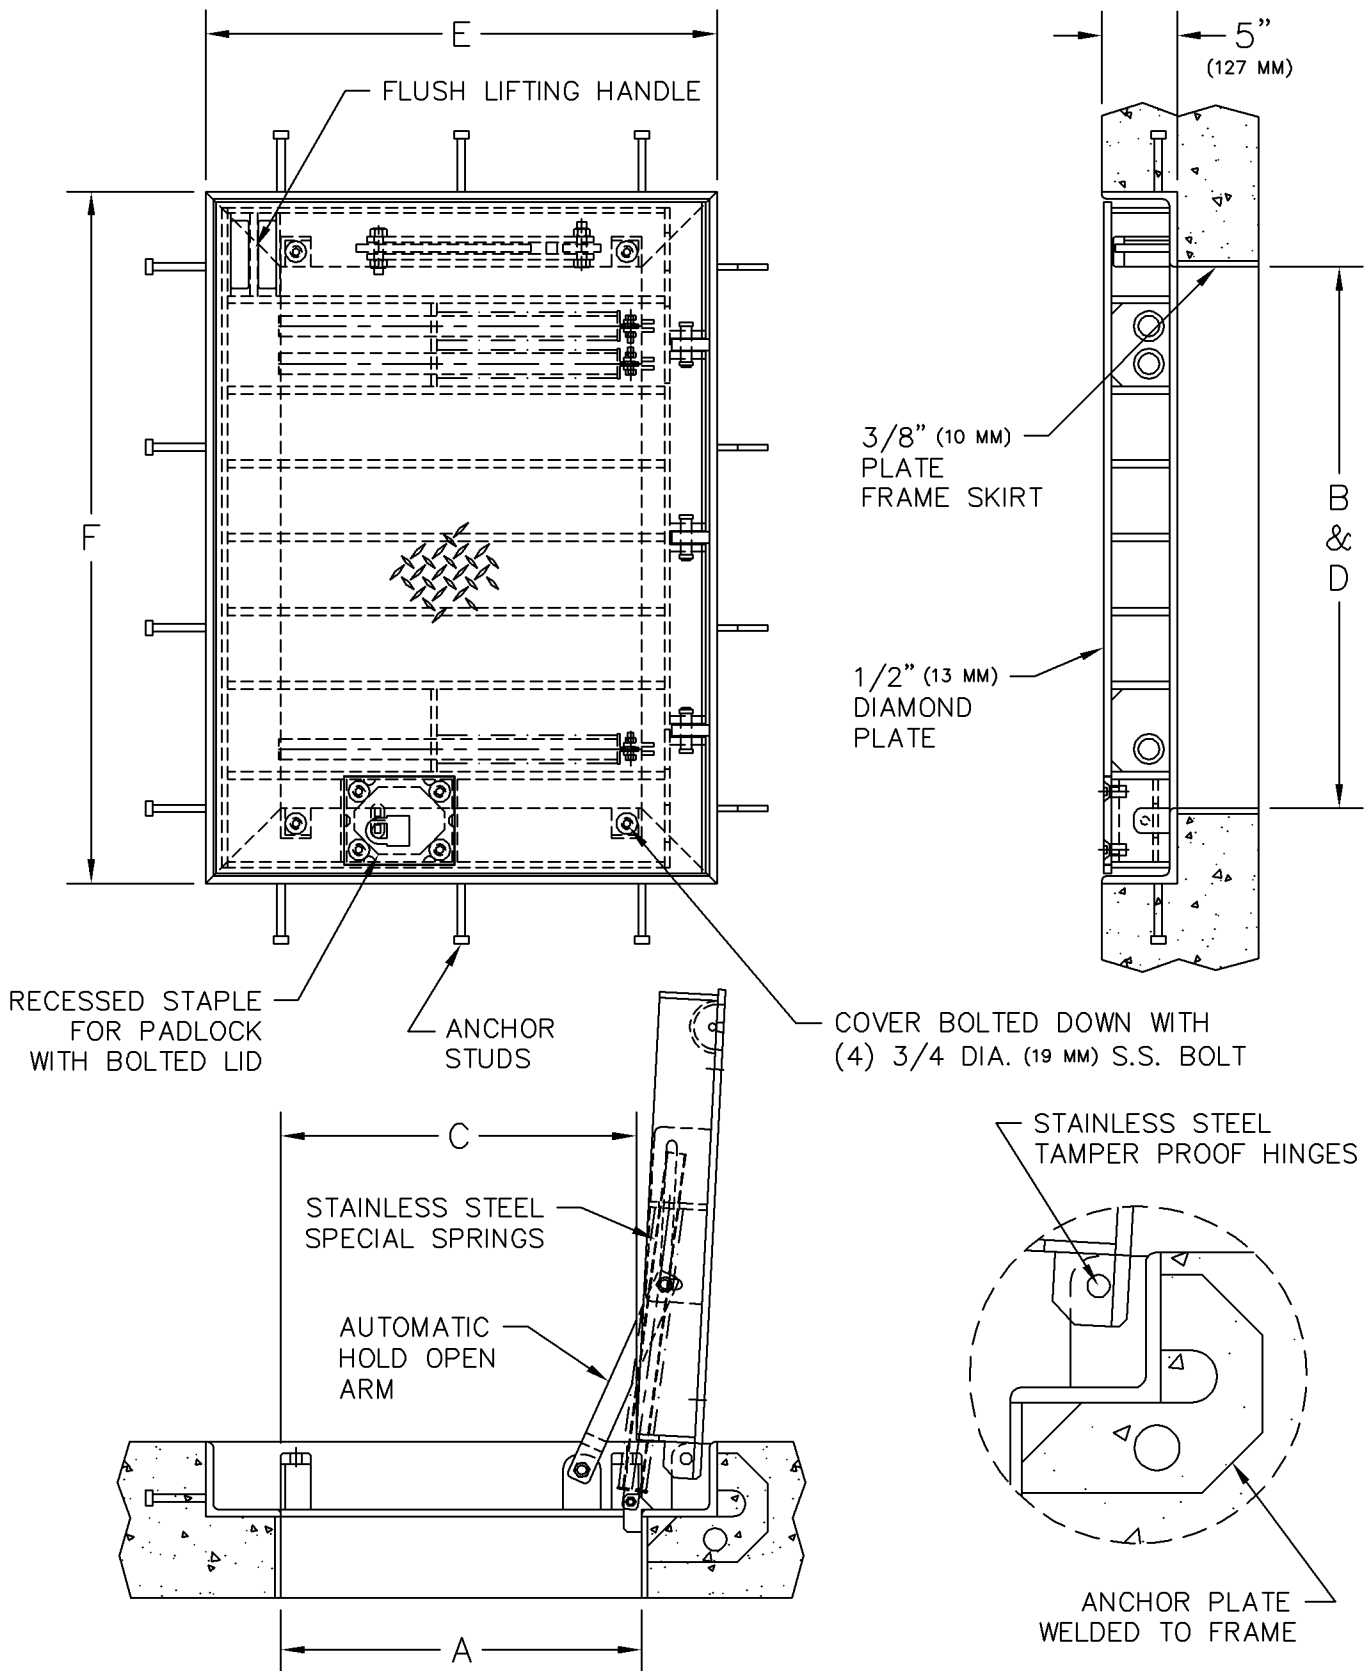 E
5”
(127 MM)
FLUSH LIFTING HANDLE
3/8” (10 MM)
PLATE
FRAME SKIRT
B
&
D
F
1/2” (13 MM)
DIAMOND
PLATE
RECESSED STAPLE
FOR PADLOCK
WITH BOLTED LID
ANCHOR
STUDS
COVER BOLTED DOWN WITH
(4) 3/4 DIA. (19 MM) S.S. BOLT
C
STAINLESS STEEL
TAMPER PROOF HINGES
STAINLESS STEEL
SPECIAL SPRINGS
AUTOMATIC
HOLD OPEN
ARM
ANCHOR PLATE
WELDED TO FRAME
A